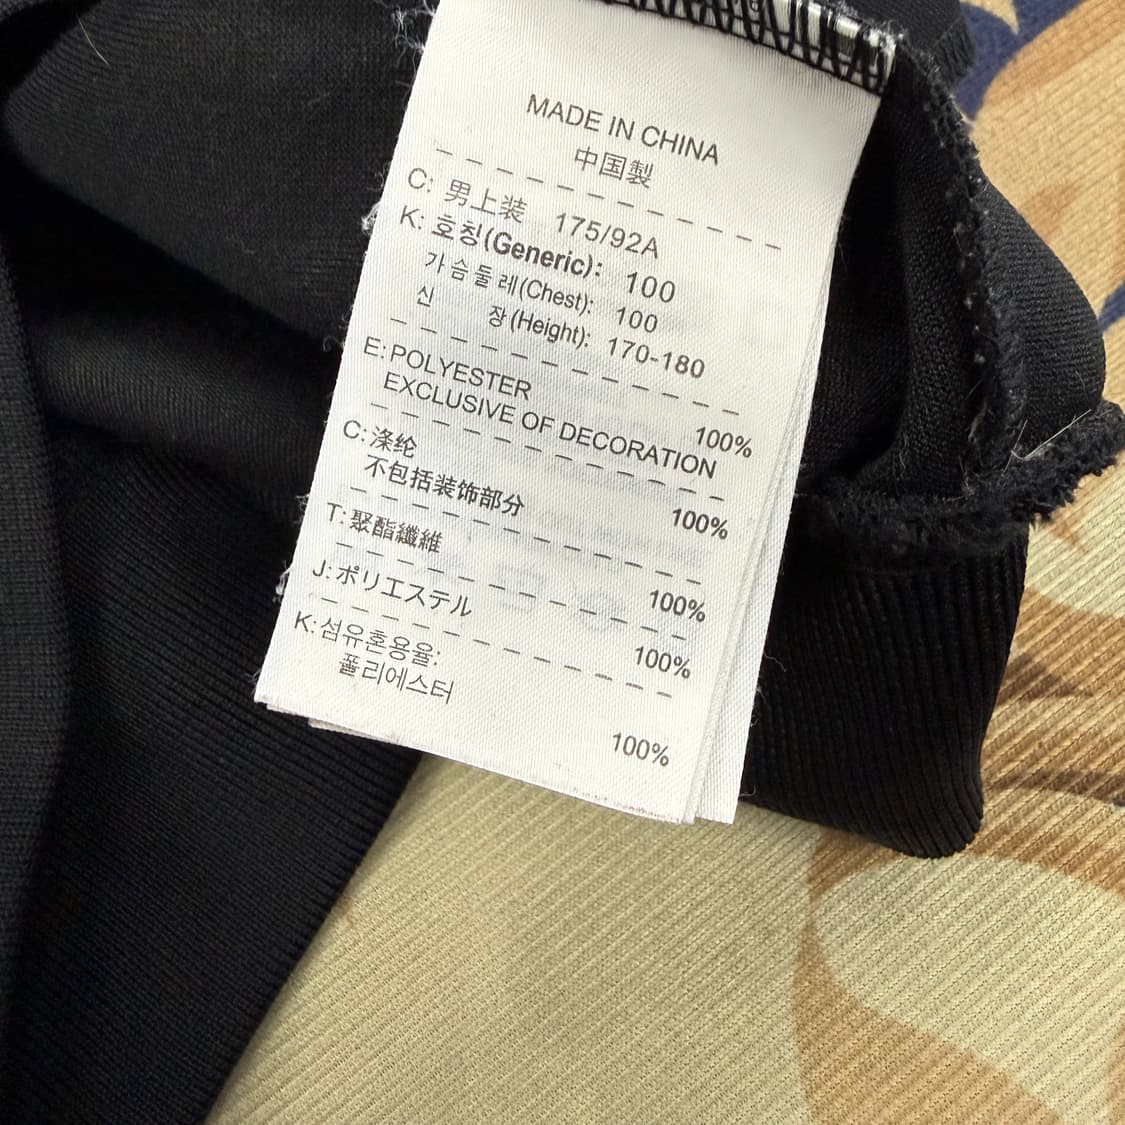 MADE IN CHINA
中国製
C: 男上装 175/92A
K: 호칭(Generic): 100
가슴둘레(Chest): 100
신 장(Height): 170-180
E: POLYESTER 100%
EXCLUSIVE OF DECORATION
C: 涤纶 100%
不包括装饰部分
T: 聚酯纖維 100%
J: ポリエステル 100%
K: 섬유혼용율:
폴리에스터 100%